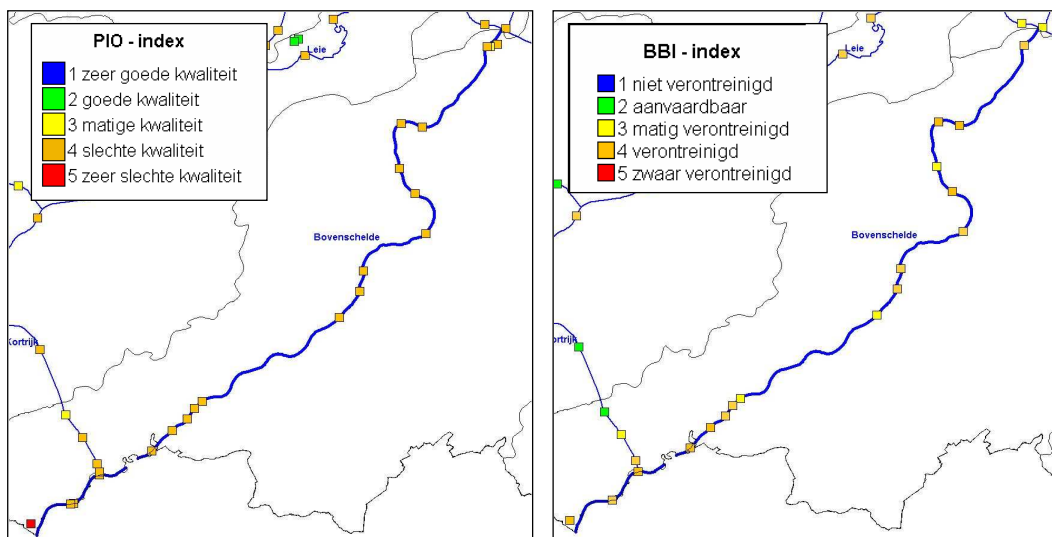 PIO - index
1 zeer goede kwaliteit
2 goede kwaliteit
3 matige kwaliteit
4 slechte kwaliteit
5 zeer slechte kwaliteit
Leie
Bovenschelde
Kortrijk
BBI - index
1 niet verontreinigd
2 aanvaardbaar
3 matig verontreinigd
4 verontreinigd
5 zwaar verontreinigd
Leie
Bovenschelde
ortrijk